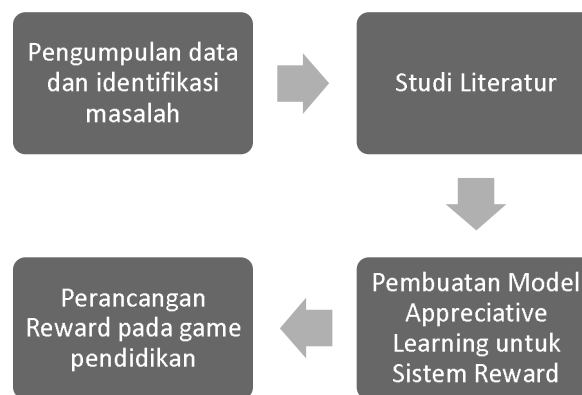 Pengumpulan data
dan identifikasi
masalah
Studi Literatur
Pembuatan Model
Appreciative
Learning untuk
Sistem Reward
Perancangan
Reward pada game
pendidikan